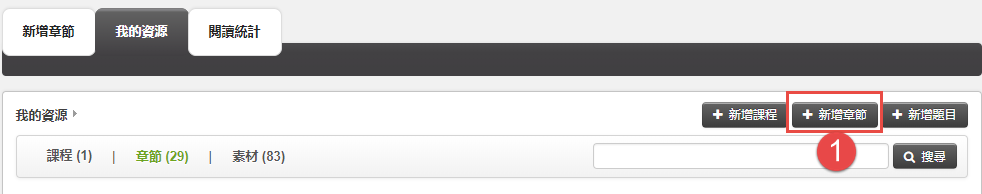 新增章節 我的資源 閱讀統計
我的資源 + 新增課程 + 新增章節 + 新增題目
1
課程 (1) | 章節 (29) | 素材 (83) 搜尋